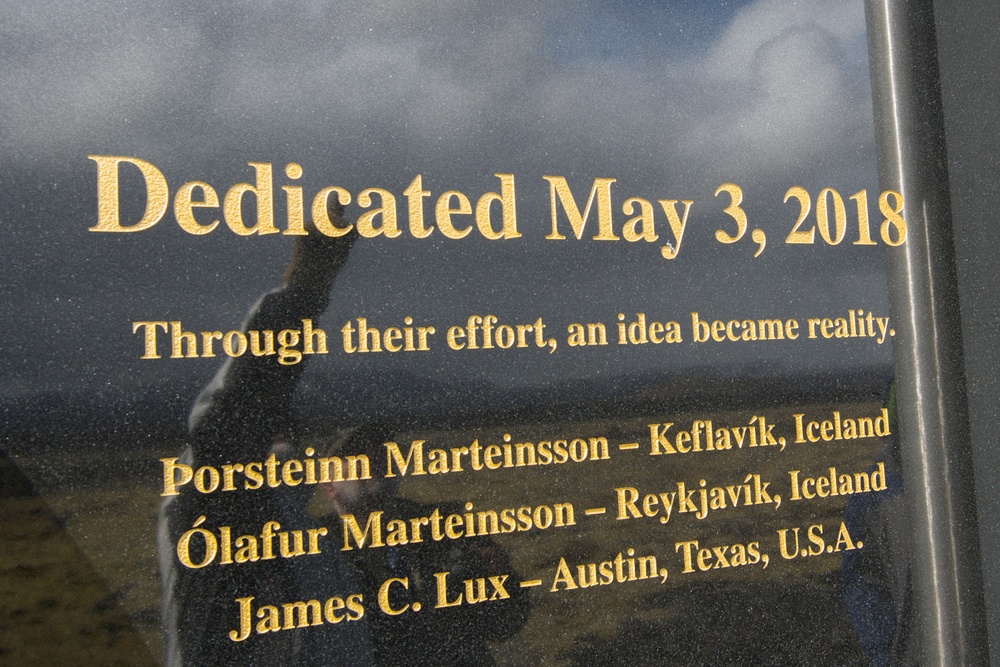 Dedicated May 3, 2018
Through their effort, an idea became reality.
Þorsteinn Marteinsson – Keflavík, Iceland
Ólafur Marteinsson – Reykjavík, Iceland
James C. Lux – Austin, Texas, U.S.A.